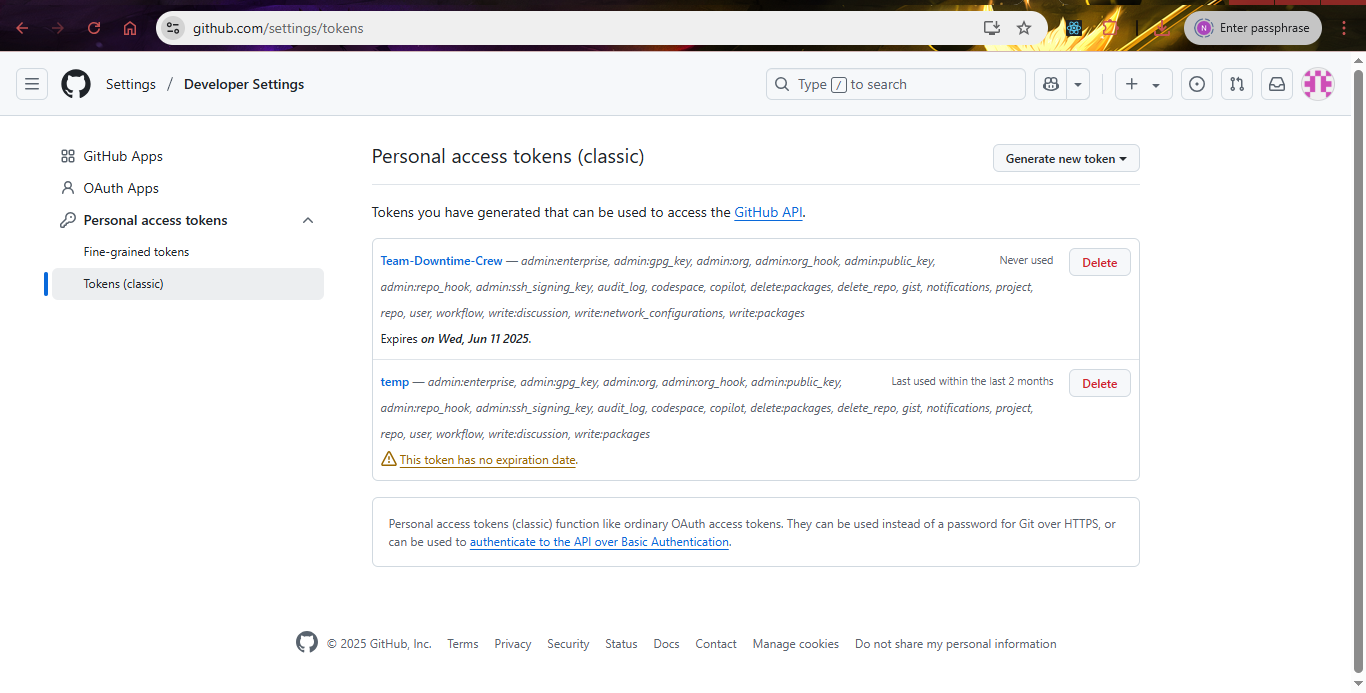 github.com/settings/tokens
N Enter passphrase
Settings / Developer Settings
Type / to search
GitHub Apps
OAuth Apps
Personal access tokens
Fine-grained tokens
Tokens (classic)
Personal access tokens (classic)
Generate new token
Tokens you have generated that can be used to access the GitHub API.
Team-Downtime-Crew — admin:enterprise, admin:gpg_key, admin:org, admin:org_hook, admin:public_key,
Never used
Delete
admin:repo_hook, admin:ssh_signing_key, audit_log, codespace, copilot, delete:packages, delete_repo, gist, notifications, project,
repo, user, workflow, write:discussion, write:network_configurations, write:packages
Expires on Wed, Jun 11 2025.
temp — admin:enterprise, admin:gpg_key, admin:org, admin:org_hook, admin:public_key,
Last used within the last 2 months
Delete
admin:repo_hook, admin:ssh_signing_key, audit_log, codespace, copilot, delete:packages, delete_repo, gist, notifications, project,
repo, user, workflow, write:discussion, write:packages
This token has no expiration date.
Personal access tokens (classic) function like ordinary OAuth access tokens. They can be used instead of a password for Git over HTTPS, or
can be used to authenticate to the API over Basic Authentication.
© 2025 GitHub, Inc. Terms Privacy Security Status Docs Contact Manage cookies Do not share my personal information